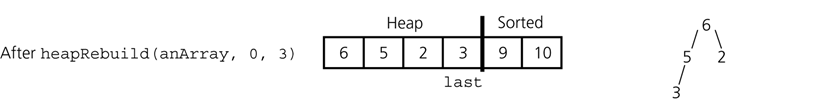 Heap Sorted
After heapRebuild(anArray, 0, 3) 6 5 2 3 9 10
last
6
5 2
3